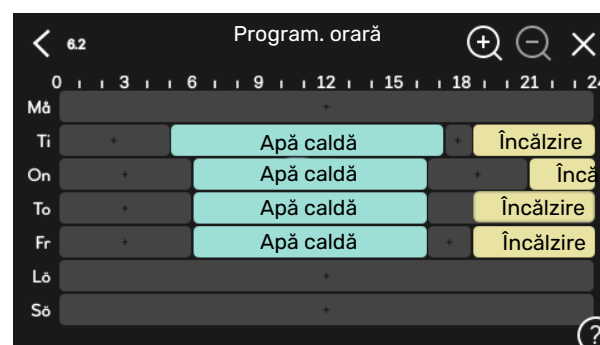 6.2 Program. orară
0 3 6 9 12 15 18 21 24
Må
Ti Apă caldă Încălzire
On Apă caldă Încă
To Apă caldă Încălzire
Fr Apă caldă Încălzire
Lö
Sö
?